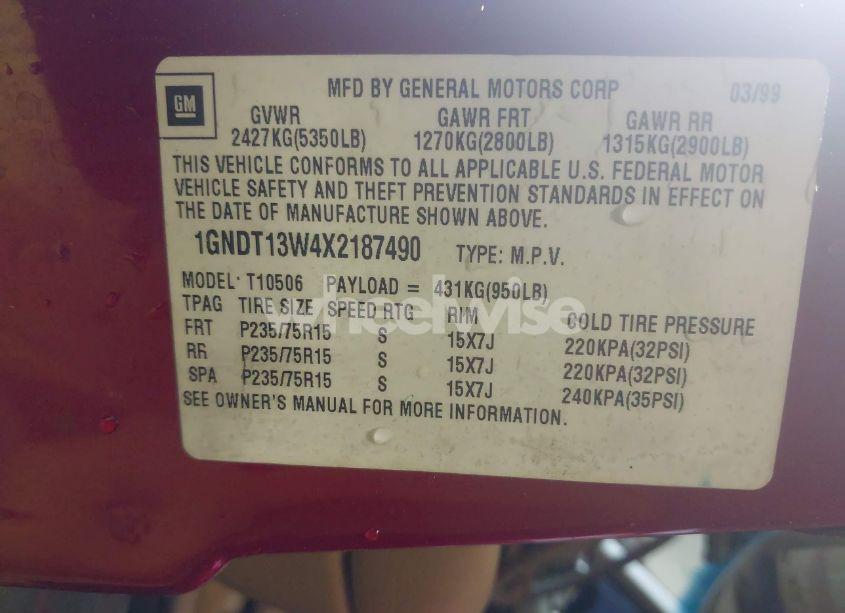 GM
MFD BY GENERAL MOTORS CORP 03/99
GVWR GAWR FRT GAWR RR
2427KG(5350LB) 1270KG(2800LB) 1315KG(2900LB)
THIS VEHICLE CONFORMS TO ALL APPLICABLE U.S. FEDERAL MOTOR
VEHICLE SAFETY AND THEFT PREVENTION STANDARDS IN EFFECT ON
THE DATE OF MANUFACTURE SHOWN ABOVE.
1GNDT13W4X2187490 TYPE: M.P.V.
MODEL: T10506 PAYLOAD = 431KG(950LB)
TPAG TIRE SIZE SPEED RTG RIM COLD TIRE PRESSURE
FRT P235/75R15 S 15X7J 220KPA(32PSI)
RR P235/75R15 S 15X7J 220KPA(32PSI)
SPA P235/75R15 S 15X7J 240KPA(35PSI)
SEE OWNER'S MANUAL FOR MORE INFORMATION.
wheelwise